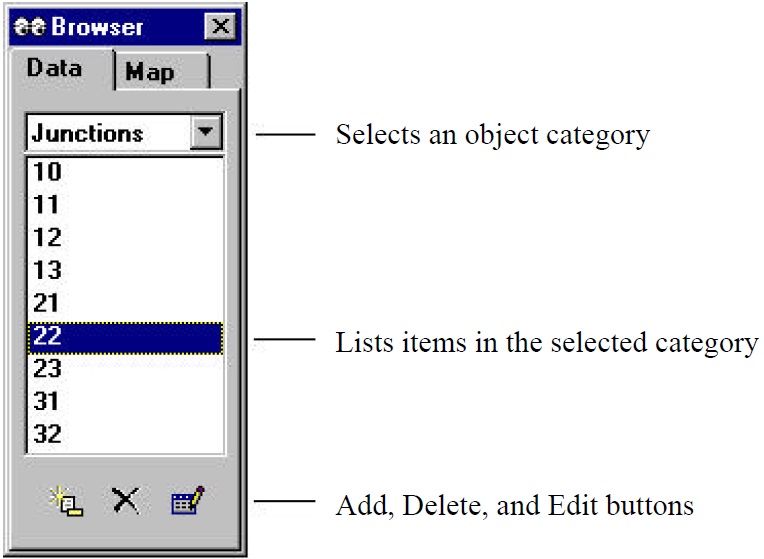 Browser
Data Map
Junctions
Selects an object category
10
11
12
13
21
22
Lists items in the selected category
23
31
32
Add, Delete, and Edit buttons